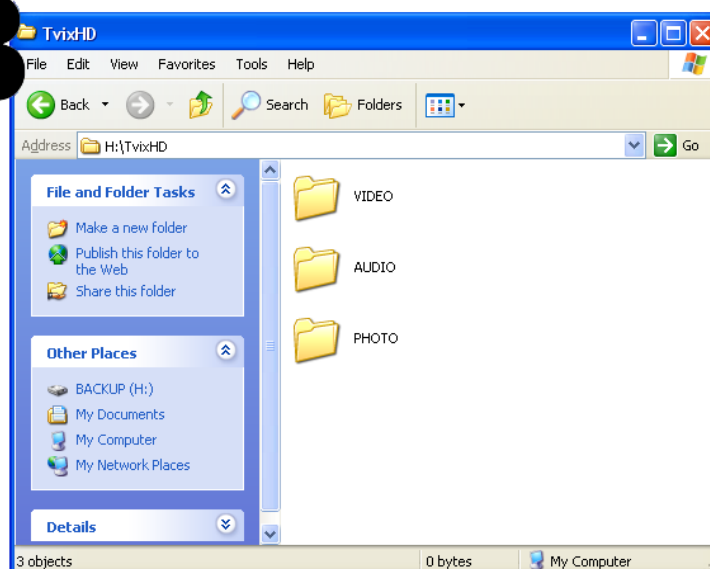 TvixHD
File Edit View Favorites Tools Help
Back Search Folders
Address H:\TvixHD Go
File and Folder Tasks
Make a new folder
Publish this folder to
the Web
Share this folder
Other Places
BACKUP (H:)
My Documents
My Computer
My Network Places
Details
VIDEO
AUDIO
PHOTO
3 objects 0 bytes My Computer